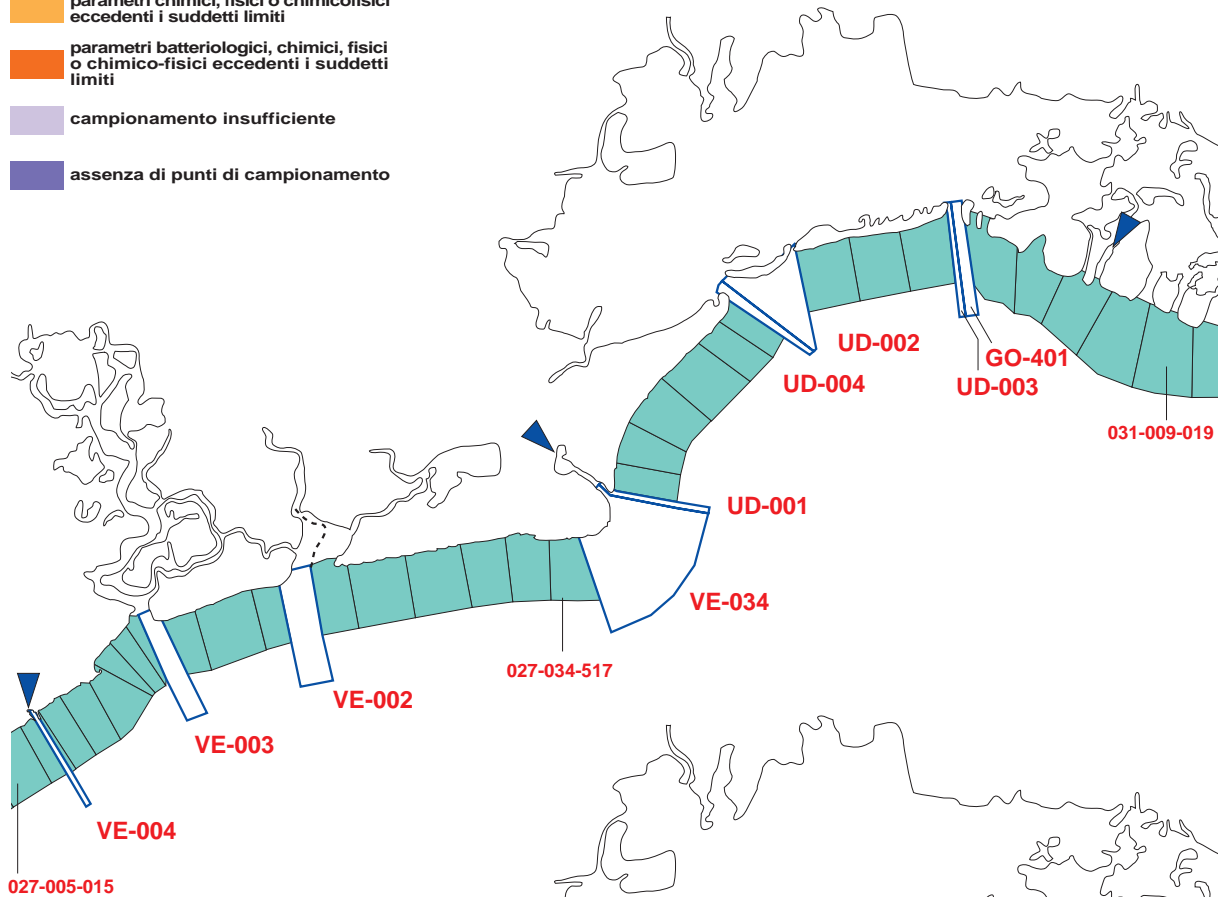 parametri chimici, fisici o chimicofisici
eccedenti i suddetti limiti
parametri batteriologici, chimici, fisici
o chimico-fisici eccedenti i suddetti
limiti
campionamento insufficiente
assenza di punti di campionamento
UD-002
GO-401
UD-004
UD-003
031-009-019
UD-001
VE-034
027-034-517
VE-002
VE-003
VE-004
027-005-015